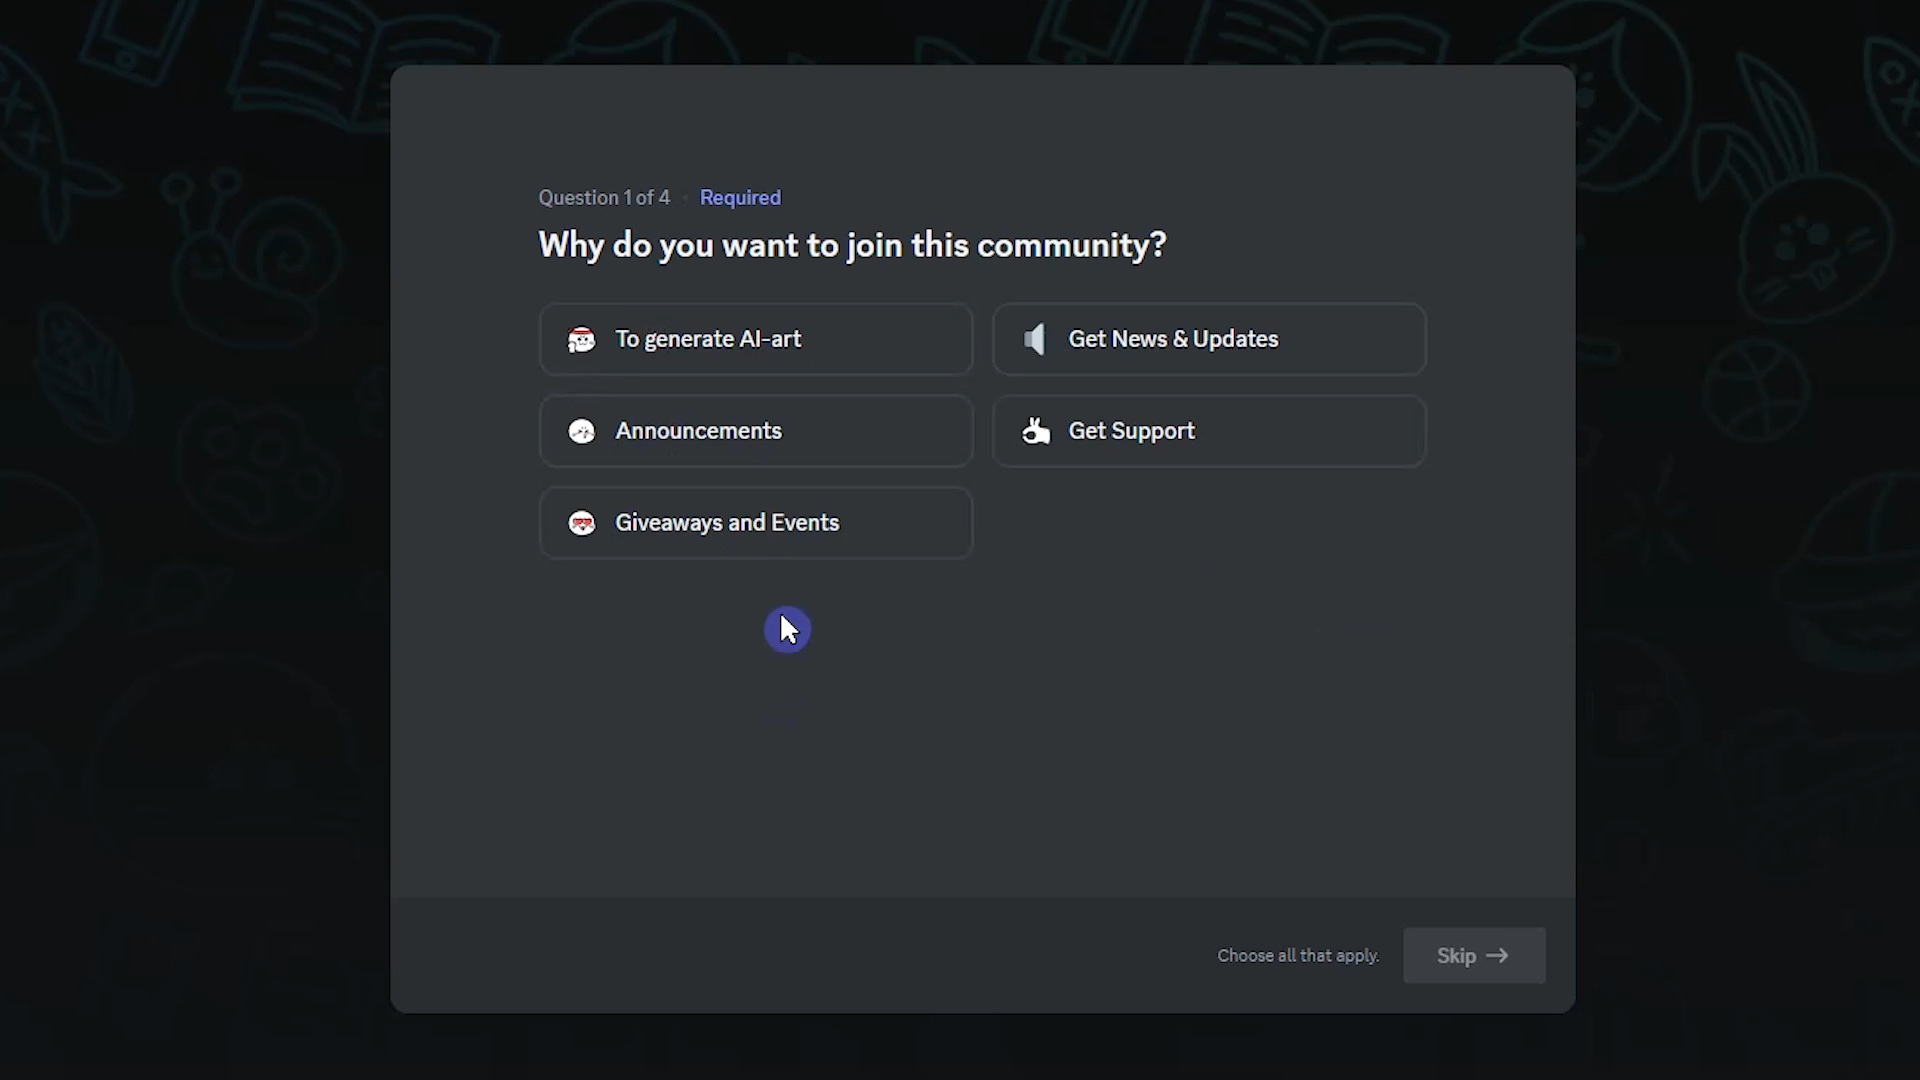 Question 1 of 4 · Required
Why do you want to join this community?
To generate AI-art
Get News & Updates
Announcements
Get Support
Giveaways and Events
Choose all that apply.
Skip →